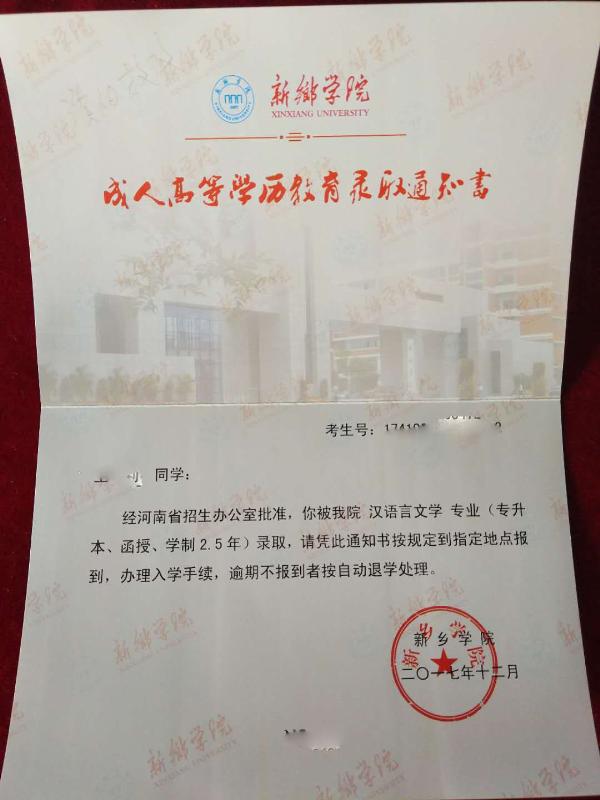 新鄉学院
XINXIANG UNIVERSITY
成人高等学历教育录取通知书
考生号：
同学：
经河南省招生办公室批准，你被我院 汉语言文学 专业（专升
本、函授、学制 2.5 年）录取，请凭此通知书按规定到指定地点报
到，办理入学手续，逾期不报到者按自动退学处理。
新乡学院
二〇一七年十二月
新乡学院